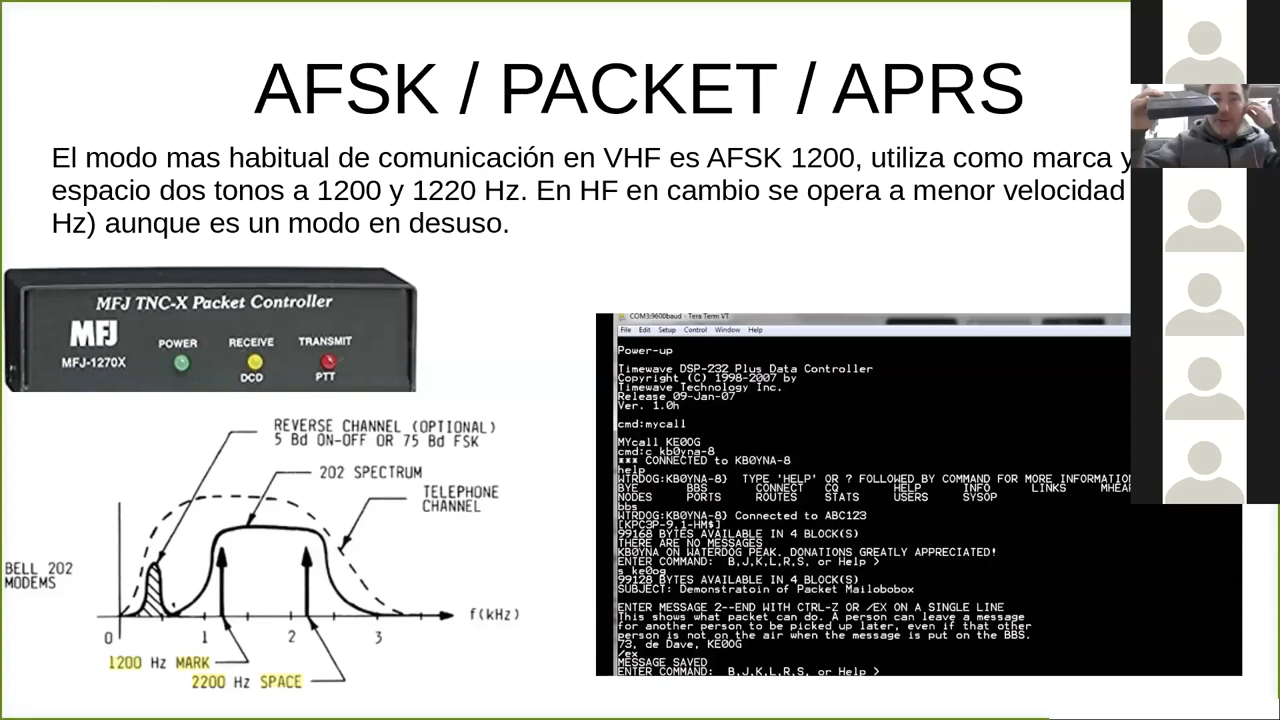 AFSK / PACKET / APRS
El modo mas habitual de comunicación en VHF es AFSK 1200, utiliza como marca y
espacio dos tonos a 1200 y 1220 Hz. En HF en cambio se opera a menor velocidad
Hz) aunque es un modo en desuso.
MFJ TNC-X Packet Controller
MFJ
MFJ-1270X
POWER
RECEIVE
TRANSMIT
DCD
PTT
REVERSE CHANNEL (OPTIONAL)
5 Bd ON-OFF OR 75 Bd FSK
202 SPECTRUM
TELEPHONE
CHANNEL
BELL 202
MODEMS
f(kHz)
0 1 2 3
1200 Hz MARK
2200 Hz SPACE
COM3:9600baud - Tera Term VT
File Edit Setup Control Window Help
Power-up
Timewave DSP-232 Plus Data Controller
Copyright (C) 1998-2007 by
Timewave Technology Inc.
Release 09-Jan-07
Ver. 1.0h
cmd:mycall
MYcall KE0OG
cmd:c kb0yna-8
*** CONNECTED to KB0YNA-8
help
WTRDOG:KB0YNA-8} TYPE 'HELP' OR ? FOLLOWED BY COMMAND FOR MORE INFORMATION
BYE BBS CONNECT CQ HELP INFO LINKS MHEAR
NODES PORTS ROUTES STATS USERS SYSOP
bbs
WTRDOG:KB0YNA-8} Connected to ABC123
[KPC3P-9.1-HM$]
99168 BYTES AVAILABLE IN 4 BLOCK(S)
THERE ARE NO MESSAGES
KB0YNA ON WATERDOG PEAK. DONATIONS GREATLY APPRECIATED!
ENTER COMMAND: B,J,K,L,R,S, or Help >
s ke0og
99128 BYTES AVAILABLE IN 4 BLOCK(S)
SUBJECT: Demonstratoin of Packet Mailobobox
ENTER MESSAGE 2--END WITH CTRL-Z OR /EX ON A SINGLE LINE
This shows what packet can do. A person can leave a message
for another person to be picked up later, even if that other
person is not on the air when the message is put on the BBS.
73, de Dave, KE0OG
/ex
MESSAGE SAVED
ENTER COMMAND: B,J,K,L,R,S, or Help >